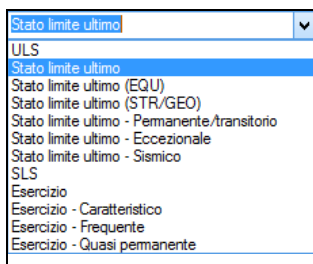 Stato limite ultimo
ULS
Stato limite ultimo
Stato limite ultimo (EQU)
Stato limite ultimo (STR/GEO)
Stato limite ultimo - Permanente/transitorio
Stato limite ultimo - Eccezionale
Stato limite ultimo - Sismico
SLS
Esercizio
Esercizio - Caratteristico
Esercizio - Frequente
Esercizio - Quasi permanente